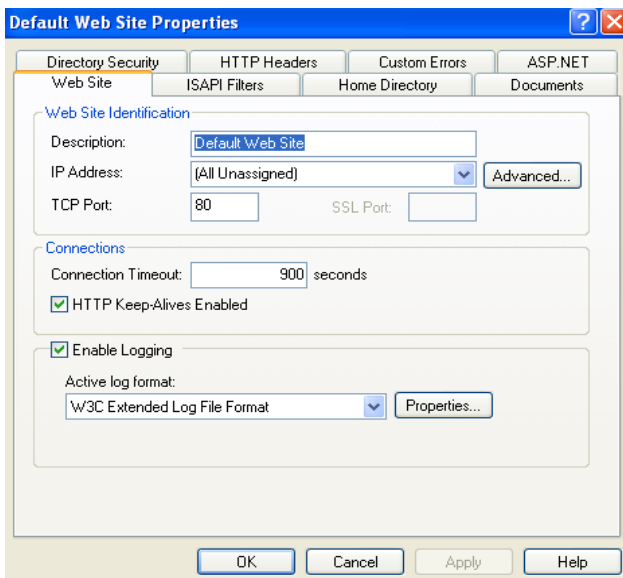 Default Web Site Properties
Directory Security HTTP Headers Custom Errors ASP.NET
Web Site ISAPI Filters Home Directory Documents
Web Site Identification
Description: Default Web Site
IP Address: (All Unassigned) Advanced...
TCP Port: 80 SSL Port:
Connections
Connection Timeout: 900 seconds
HTTP Keep-Alives Enabled
Enable Logging
Active log format:
W3C Extended Log File Format Properties...
OK Cancel Apply Help